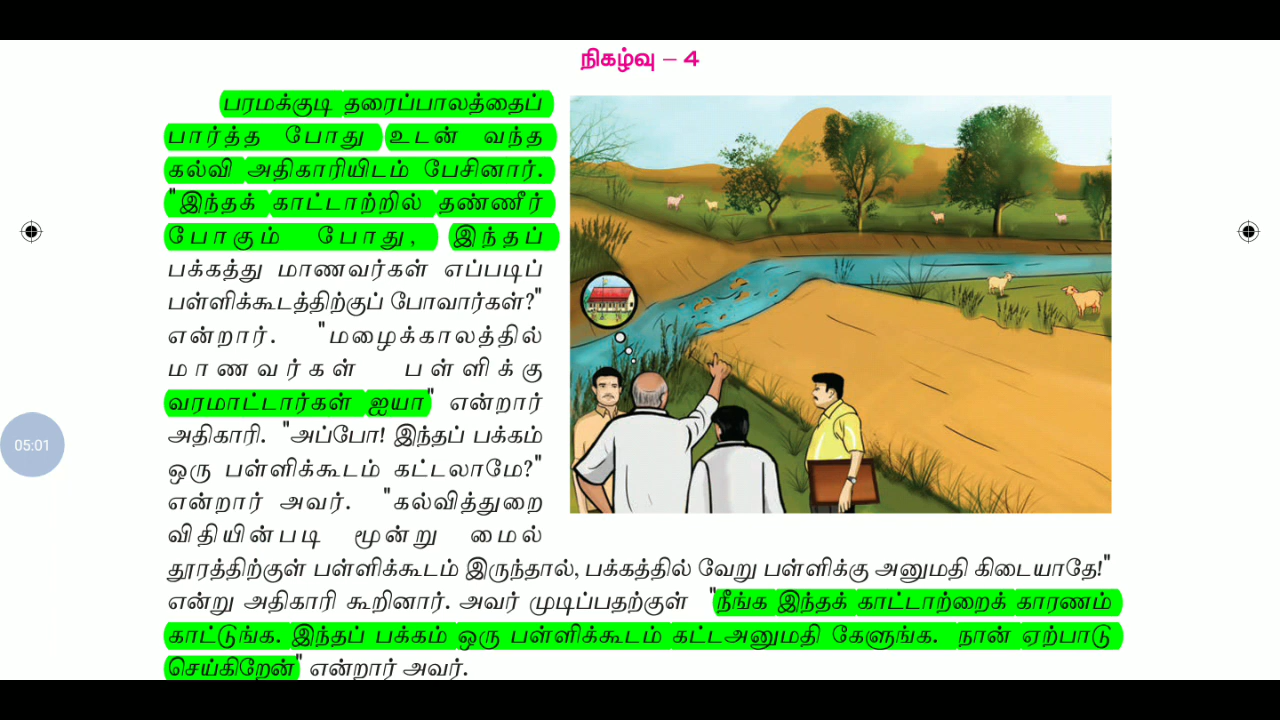 நிகழ்வு – 4
பரமக்குடி தரைப்பாலத்தைப்
பார்த்த போது உடன் வந்த
கல்வி அதிகாரியிடம் பேசினார்.
"இந்தக் காட்டாற்றில் தண்ணீர்
போகும் போது, இந்தப்
பக்கத்து மாணவர்கள் எப்படிப்
பள்ளிக்கூடத்திற்குப் போவார்கள்?"
என்றார். "மழைக்காலத்தில்
மாணவர்கள் பள்ளிக்கு
வரமாட்டார்கள் ஐயா" என்றார்
அதிகாரி. "அப்போ! இந்தப் பக்கம்
ஒரு பள்ளிக்கூடம் கட்டலாமே?"
என்றார் அவர். "கல்வித்துறை
விதியின்படி மூன்று மைல்
தூரத்திற்குள் பள்ளிக்கூடம் இருந்தால், பக்கத்தில் வேறு பள்ளிக்கு அனுமதி கிடையாதே!"
என்று அதிகாரி கூறினார். அவர் முடிப்பதற்குள் "நீங்க இந்தக் காட்டாற்றைக் காரணம்
காட்டுங்க. இந்தப் பக்கம் ஒரு பள்ளிக்கூடம் கட்டஅனுமதி கேளுங்க. நான் ஏற்பாடு
செய்கிறேன்" என்றார் அவர்.
05:01